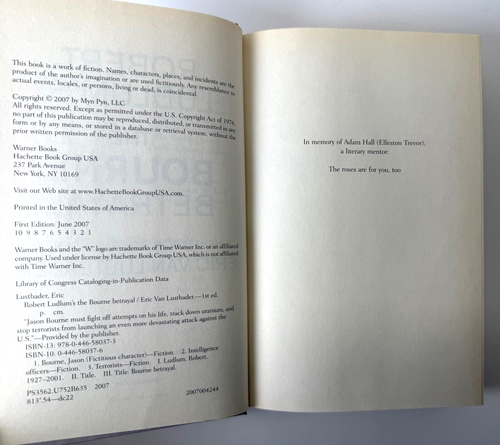 This book is a work of fiction. Names, characters, places, and incidents are the
product of the author's imagination or are used fictitiously. Any resemblance to
actual events, locales, or persons, living or dead, is coincidental.
Copyright © 2007 by Myn Pyn, LLC
All rights reserved. Except as permitted under the U.S. Copyright Act of 1976,
no part of this publication may be reproduced, distributed, or transmitted in any
form or by any means, or stored in a database or retrieval system, without the
prior written permission of the publisher.
Warner Books
Hachette Book Group USA
237 Park Avenue
New York, NY 10169
Visit our Web site at www.HachetteBookGroupUSA.com.
Printed in the United States of America
First Edition: June 2007
10 9 8 7 6 5 4 3 2 1
Warner Books and the "W" logo are trademarks of Time Warner Inc. or an affiliated
company. Used under license by Hachette Book Group USA, which is not affiliated
with Time Warner Inc.
Library of Congress Cataloging-in-Publication Data
Lustbader, Eric
Robert Ludlum's the Bourne betrayal / Eric Van Lustbader.—1st ed.
p. cm.
"Jason Bourne must fight off attempts on his life, track down uranium, and
stop terrorists from launching an even more devastating attack against the
U.S."—Provided by the publisher.
ISBN-13: 978-0-446-58037-3
ISBN-10: 0-446-58037-6
1. Bourne, Jason (Fictitious character)—Fiction. 2. Intelligence
officers—Fiction. 3. Terrorists—Fiction. I. Ludlum, Robert,
1927–2001. II. Title. III. Title: Bourne betrayal.
PS3562.U752R635 2007
813'.54—dc22 2007004244
In memory of Adam Hall (Elleston Trevor),
a literary mentor:
The roses are for you, too